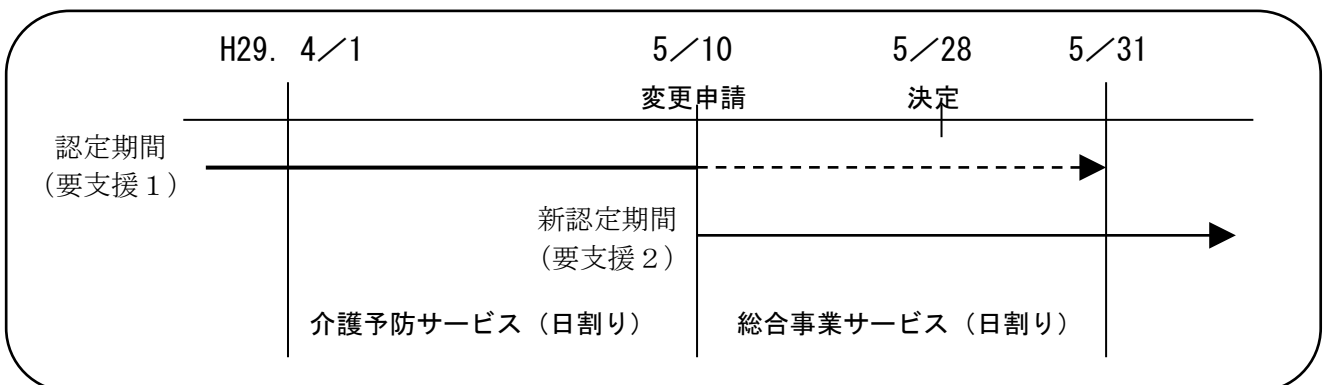 H29. 4／1 5／10 5／28 5／31
変更申請 決定
認定期間
（要支援１）
新認定期間
（要支援２）
介護予防サービス（日割り） 総合事業サービス（日割り）